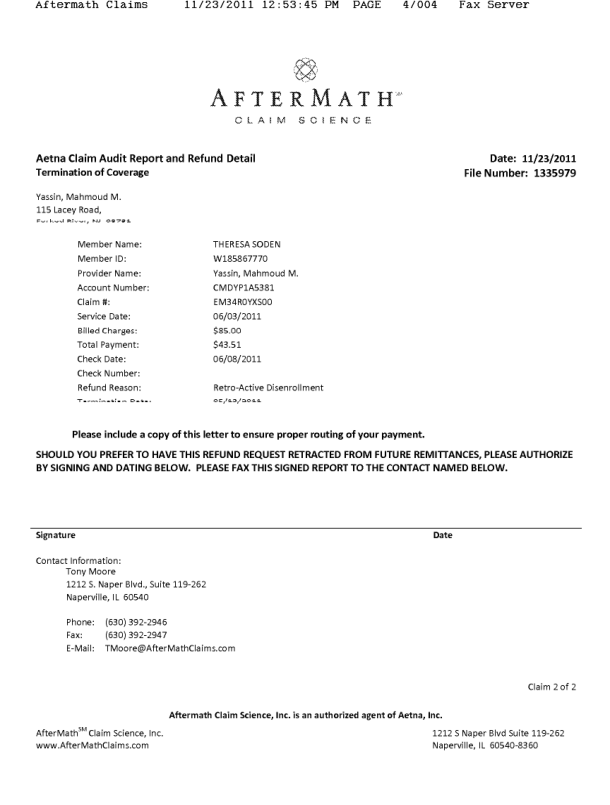 Aftermath Claims 11/23/2011 12:53:45 PM PAGE 4/004 Fax Server
AFTERMATH℠
CLAIM SCIENCE
Aetna Claim Audit Report and Refund Detail Date: 11/23/2011
Termination of Coverage File Number: 1335979
Yassin, Mahmoud M.
115 Lacey Road,
Member Name: THERESA SODEN
Member ID: W185867770
Provider Name: Yassin, Mahmoud M.
Account Number: CMDYP1A5381
Claim #: EM34R0YXS00
Service Date: 06/03/2011
Billed Charges: $85.00
Total Payment: $43.51
Check Date: 06/08/2011
Check Number:
Refund Reason: Retro-Active Disenrollment
Termination Date:
Please include a copy of this letter to ensure proper routing of your payment.
SHOULD YOU PREFER TO HAVE THIS REFUND REQUEST RETRACTED FROM FUTURE REMITTANCES, PLEASE AUTHORIZE
BY SIGNING AND DATING BELOW. PLEASE FAX THIS SIGNED REPORT TO THE CONTACT NAMED BELOW.
Signature Date
Contact Information:
Tony Moore
1212 S. Naper Blvd., Suite 119-262
Naperville, IL 60540
Phone: (630) 392-2946
Fax: (630) 392-2947
E-Mail: TMoore@AfterMathClaims.com
Claim 2 of 2
Aftermath Claim Science, Inc. is an authorized agent of Aetna, Inc.
AfterMath℠ Claim Science, Inc. 1212 S Naper Blvd Suite 119-262
www.AfterMathClaims.com Naperville, IL 60540-8360